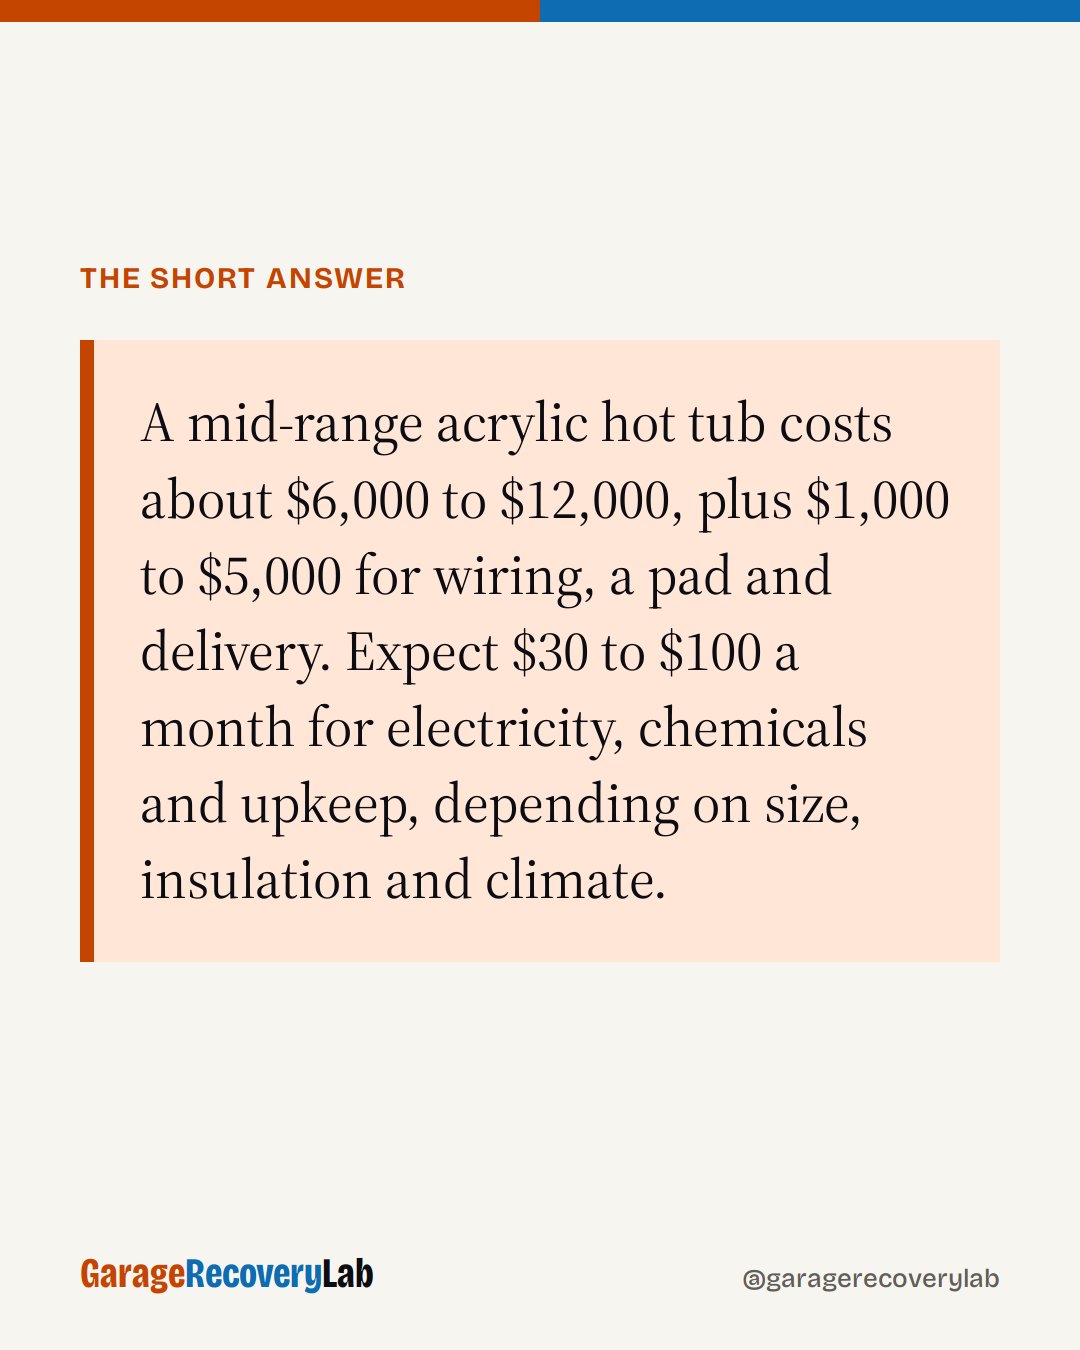 THE SHORT ANSWER
A mid-range acrylic hot tub costs
about $6,000 to $12,000, plus $1,000
to $5,000 for wiring, a pad and
delivery. Expect $30 to $100 a
month for electricity, chemicals
and upkeep, depending on size,
insulation and climate.
GarageRecoveryLab
@garagerecoverylab